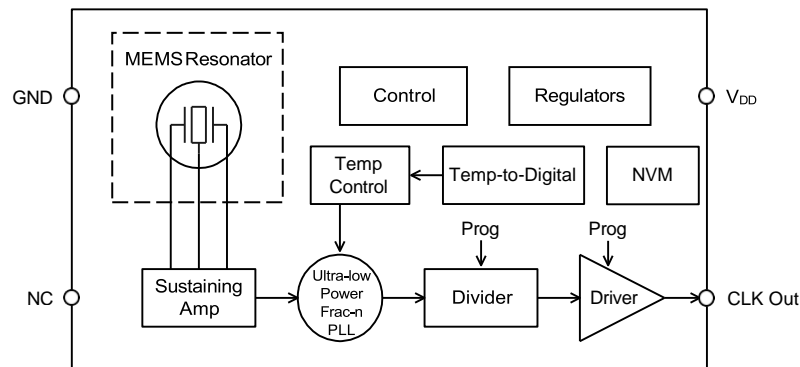 MEMS Resonator
GND
Control
Regulators
VDD
Temp
Control
Temp-to-Digital
NVM
Prog
Prog
NC
Sustaining
Amp
Ultra-low
Power
Frac-n
PLL
Divider
Driver
CLK Out